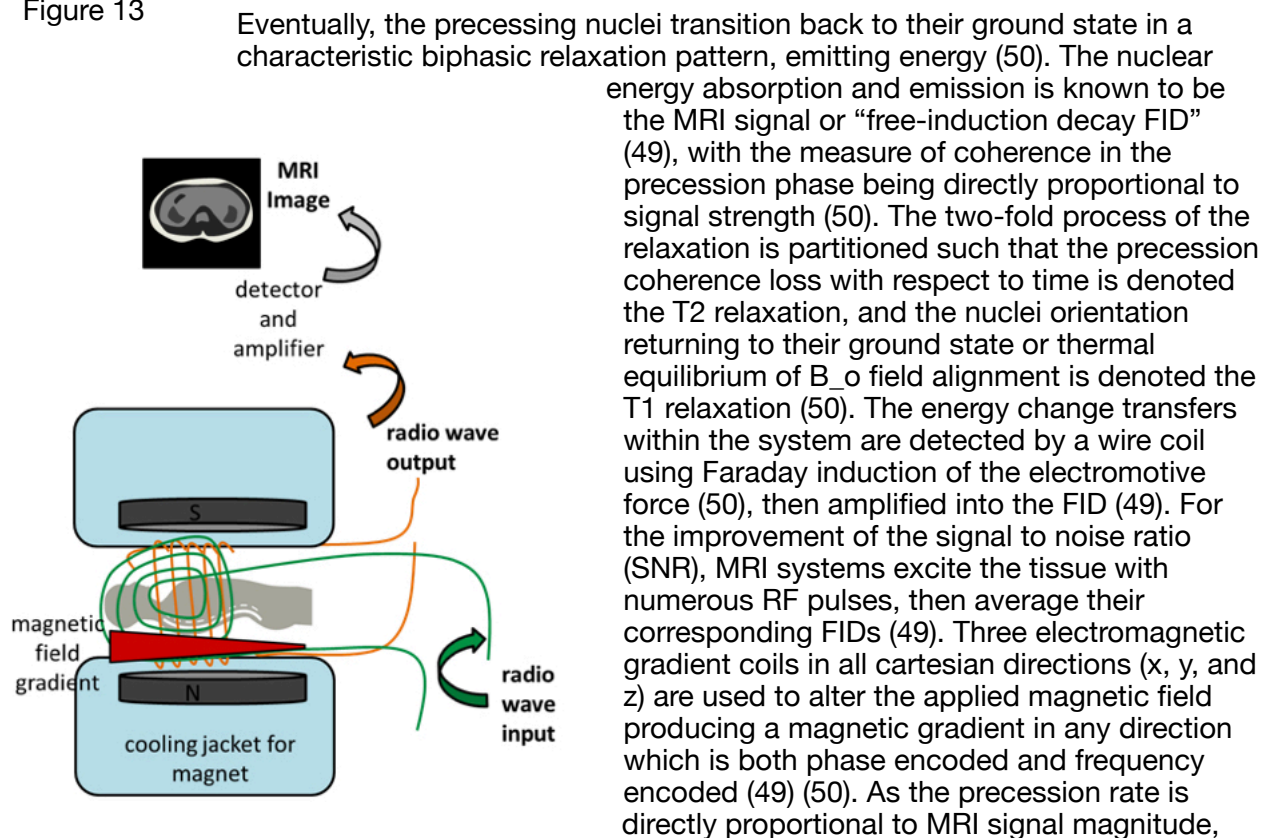 Figure 13
Eventually, the precessing nuclei transition back to their ground state in a
characteristic biphasic relaxation pattern, emitting energy (50). The nuclear
energy absorption and emission is known to be
the MRI signal or “free-induction decay FID”
(49), with the measure of coherence in the
precession phase being directly proportional to
signal strength (50). The two-fold process of the
relaxation is partitioned such that the precession
coherence loss with respect to time is denoted
the T2 relaxation, and the nuclei orientation
returning to their ground state or thermal
equilibrium of B_o field alignment is denoted the
T1 relaxation (50). The energy change transfers
within the system are detected by a wire coil
using Faraday induction of the electromotive
force (50), then amplified into the FID (49). For
the improvement of the signal to noise ratio
(SNR), MRI systems excite the tissue with
numerous RF pulses, then average their
corresponding FIDs (49). Three electromagnetic
gradient coils in all cartesian directions (x, y, and
z) are used to alter the applied magnetic field
producing a magnetic gradient in any direction
which is both phase encoded and frequency
encoded (49) (50). As the precession rate is
directly proportional to MRI signal magnitude,
MRI
Image
detector
and
amplifier
radio wave
output
S
magnetic
field
gradient
N
radio
wave
input
cooling jacket for
magnet